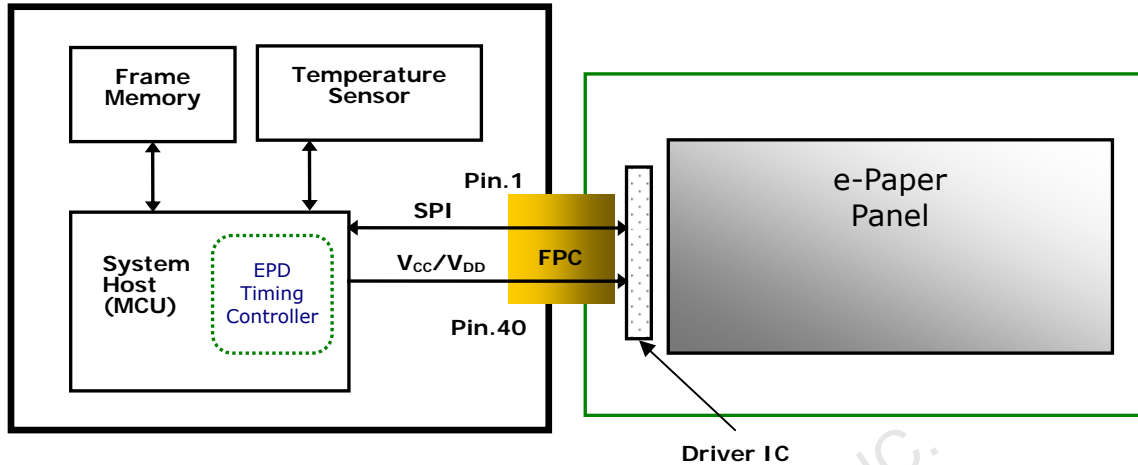 Frame
Memory
Temperature
Sensor
Pin.1
SPI
System
Host
(MCU)
EPD
Timing
Controller
VCC/VDD
FPC
Pin.40
e-Paper
Panel
Driver IC